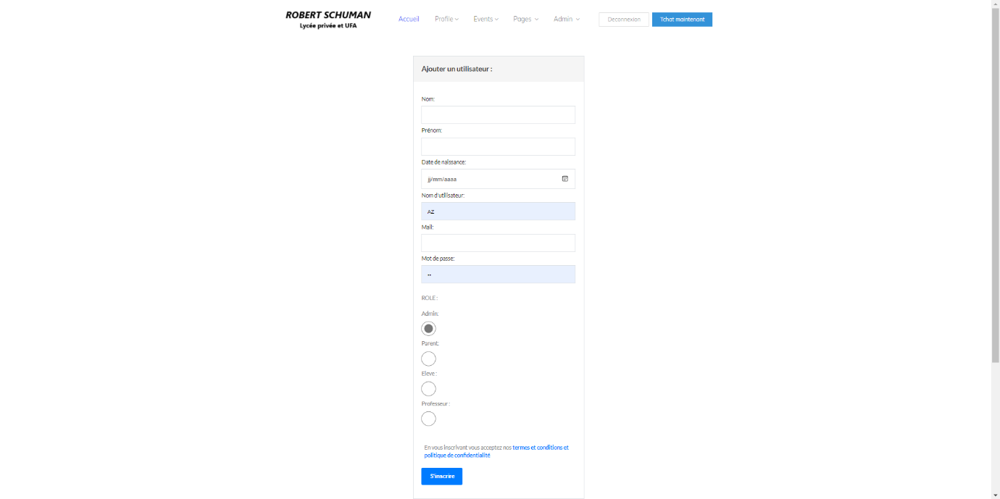 ROBERT SCHUMAN
Lycée privée et UFA
Accueil
Profile
Events
Pages
Admin
Deconnexion
Tchat maintenant
Ajouter un utilisateur :
Nom:
Prénom:
Date de naissance:
jj/mm/aaaa
Nom d'utilisateur:
AZ
Mail:
Mot de passe:
••
ROLE :
Admin:
Parent:
Eleve :
Professeur :
En vous inscrivant vous acceptez nos termes et conditions et
politique de confidentialité
S'inscrire